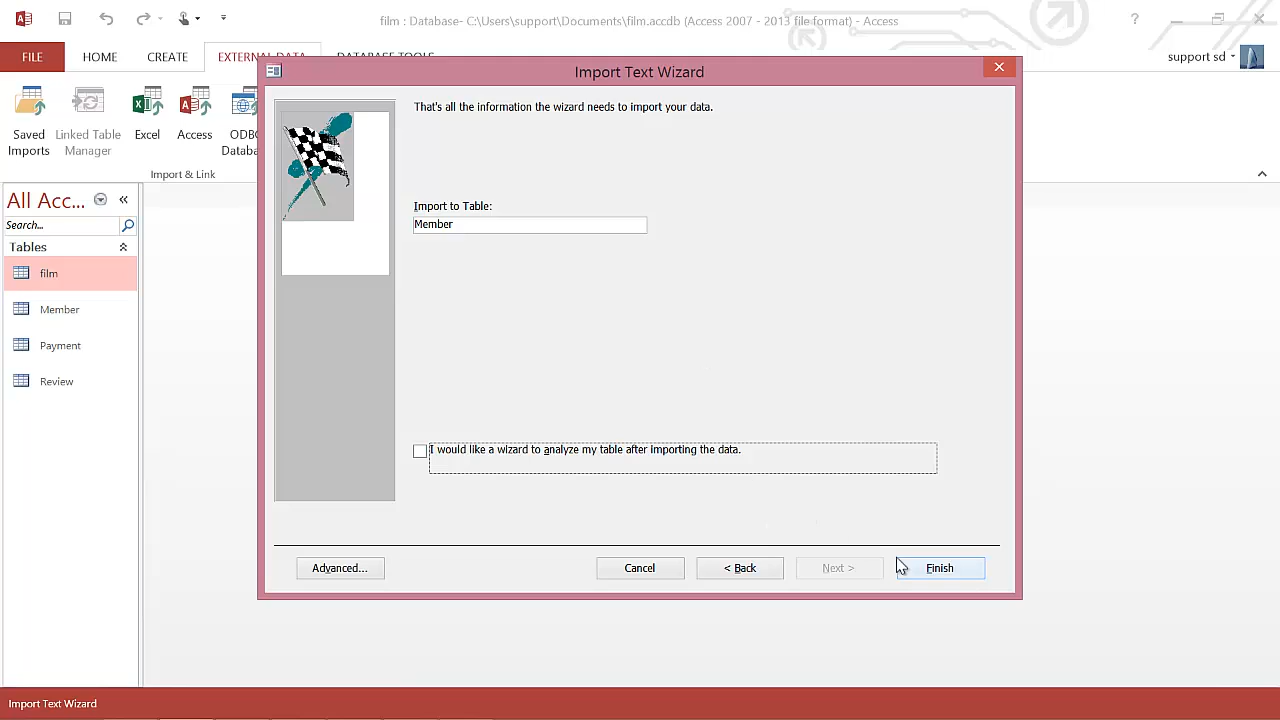 film : Database- C:\Users\support\Documents\film.accdb (Access 2007 - 2013 file format) - Access
?
FILE HOME CREATE EXTERNAL DATA DATABASE TOOLS
support sd
Saved Imports
Linked Table Manager
Excel
Access
ODBC
Databa
Import & Link
All Acc...
Search...
Tables
film
Member
Payment
Review
Import Text Wizard
That's all the information the wizard needs to import your data.
Import to Table:
Member
I would like a wizard to analyze my table after importing the data.
Advanced...
Cancel
< Back
Next >
Finish
Import Text Wizard